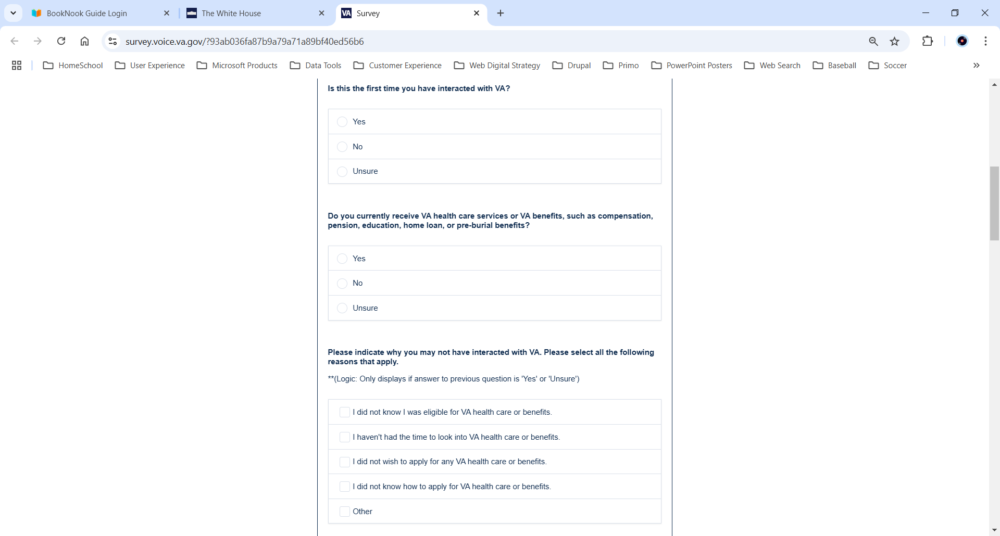 BookNook Guide Login
The White House
VA Survey
survey.voice.va.gov/?93ab036fa87b9a79a71a89bf40ed56b6
HomeSchool User Experience Microsoft Products Data Tools Customer Experience Web Digital Strategy Drupal Primo PowerPoint Posters Web Search Baseball Soccer
Is this the first time you have interacted with VA?
Yes
No
Unsure
Do you currently receive VA health care services or VA benefits, such as compensation,
pension, education, home loan, or pre-burial benefits?
Yes
No
Unsure
Please indicate why you may not have interacted with VA. Please select all the following
reasons that apply.
**(Logic: Only displays if answer to previous question is 'Yes' or 'Unsure')
I did not know I was eligible for VA health care or benefits.
I haven't had the time to look into VA health care or benefits.
I did not wish to apply for any VA health care or benefits.
I did not know how to apply for VA health care or benefits.
Other